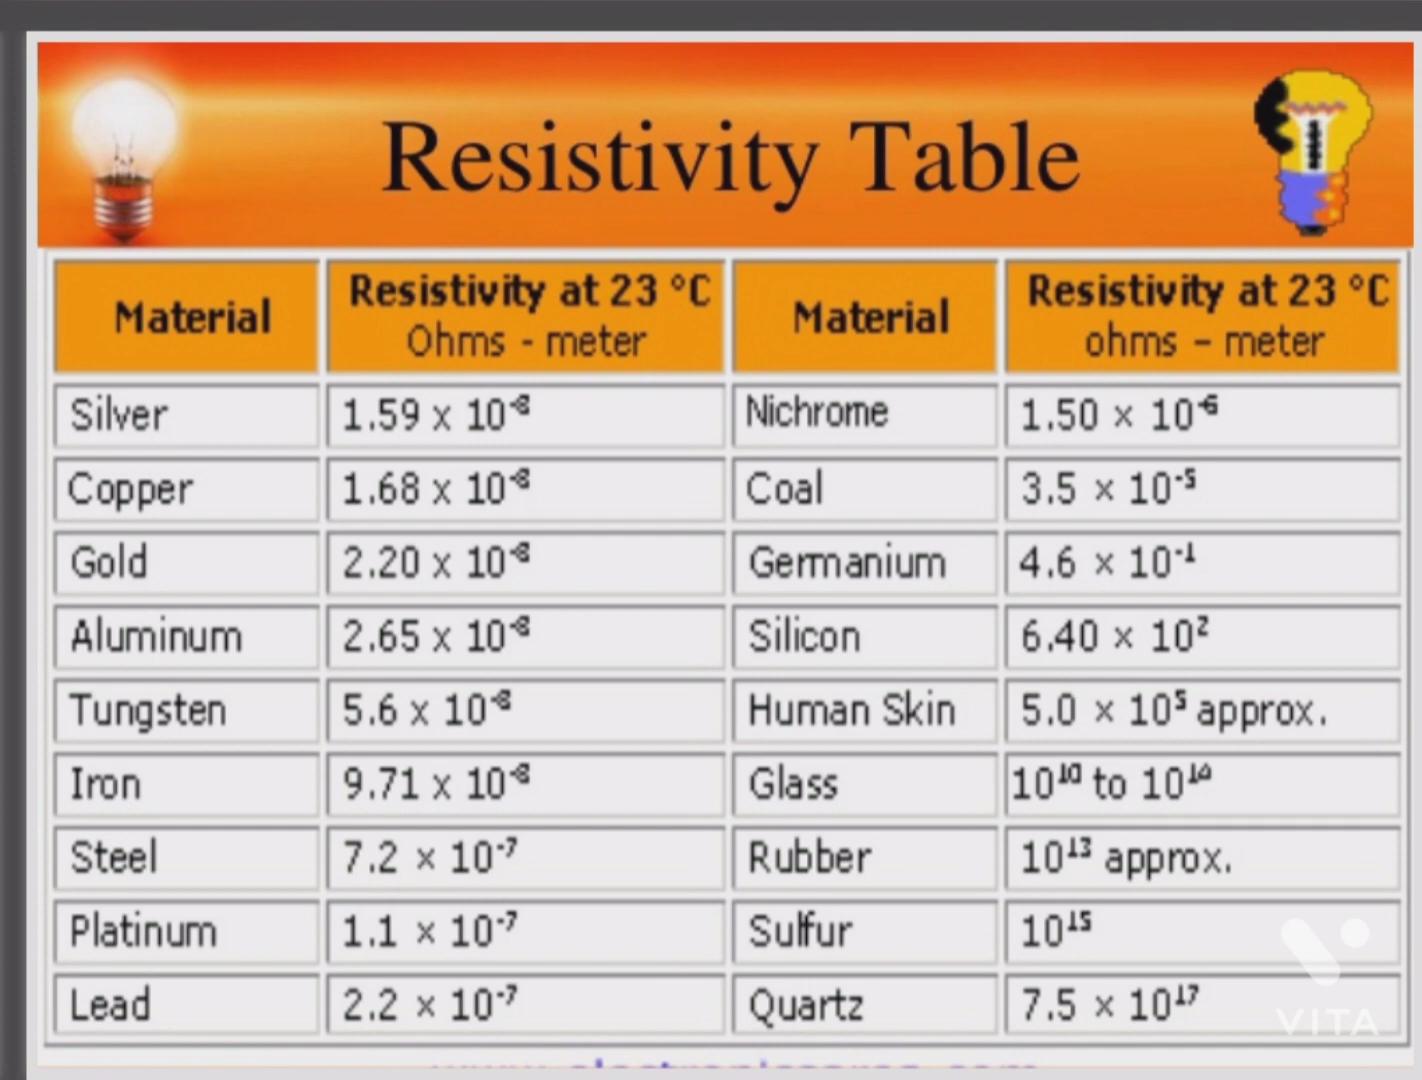 Resistivity Table
Material | Resistivity at 23 °C Ohms - meter | Material | Resistivity at 23 °C ohms – meter
Silver | 1.59 x 10⁻⁸ | Nichrome | 1.50 × 10⁻⁶
Copper | 1.68 x 10⁻⁸ | Coal | 3.5 × 10⁻⁵
Gold | 2.20 x 10⁻⁸ | Germanium | 4.6 × 10⁻¹
Aluminum | 2.65 x 10⁻⁸ | Silicon | 6.40 × 10²
Tungsten | 5.6 x 10⁻⁸ | Human Skin | 5.0 × 10⁵ approx.
Iron | 9.71 x 10⁻⁸ | Glass | 10¹⁰ to 10¹⁴
Steel | 7.2 × 10⁻⁷ | Rubber | 10¹³ approx.
Platinum | 1.1 × 10⁻⁷ | Sulfur | 10¹⁵
Lead | 2.2 × 10⁻⁷ | Quartz | 7.5 × 10¹⁷
VITA